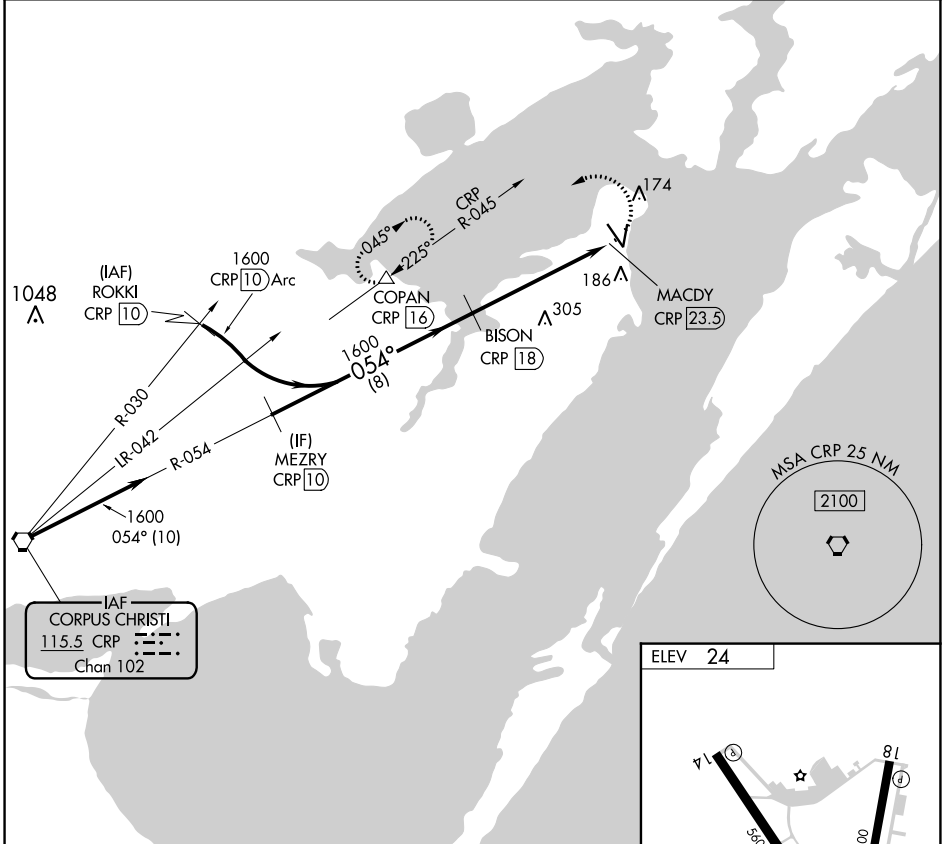 174
CRP
R-045
045°
225°
1600
CRP 10 Arc
(IAF)
ROKKI
CRP 10
1048
COPAN
CRP 16
186
MACDY
CRP 23.5
305
BISON
CRP 18
1600
054°
(8)
R-030
LR-042
R-054
(IF)
MEZRY
CRP 10
MSA CRP 25 NM
2100
1600
054° (10)
IAF
CORPUS CHRISTI
115.5 CRP
Chan 102
ELEV 24
14
P
18
P
560
00